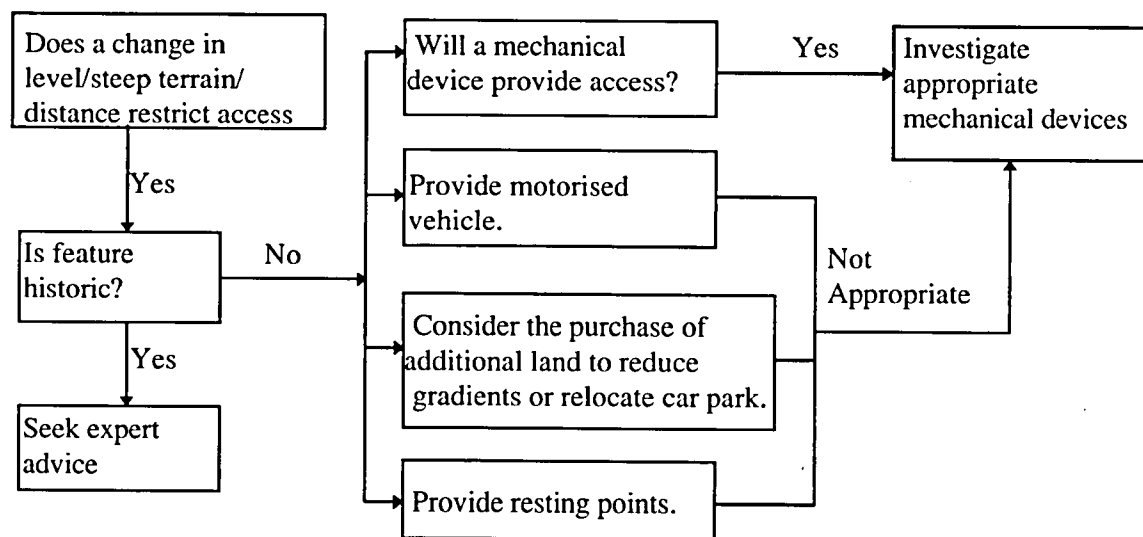 Does a change in
level/steep terrain/
distance restrict access
Yes
Is feature
historic?
Yes
Seek expert
advice
No
Will a mechanical
device provide access?
Yes
Investigate
appropriate
mechanical devices
Provide motorised
vehicle.
Not
Appropriate
Consider the purchase of
additional land to reduce
gradients or relocate car park.
Provide resting points.